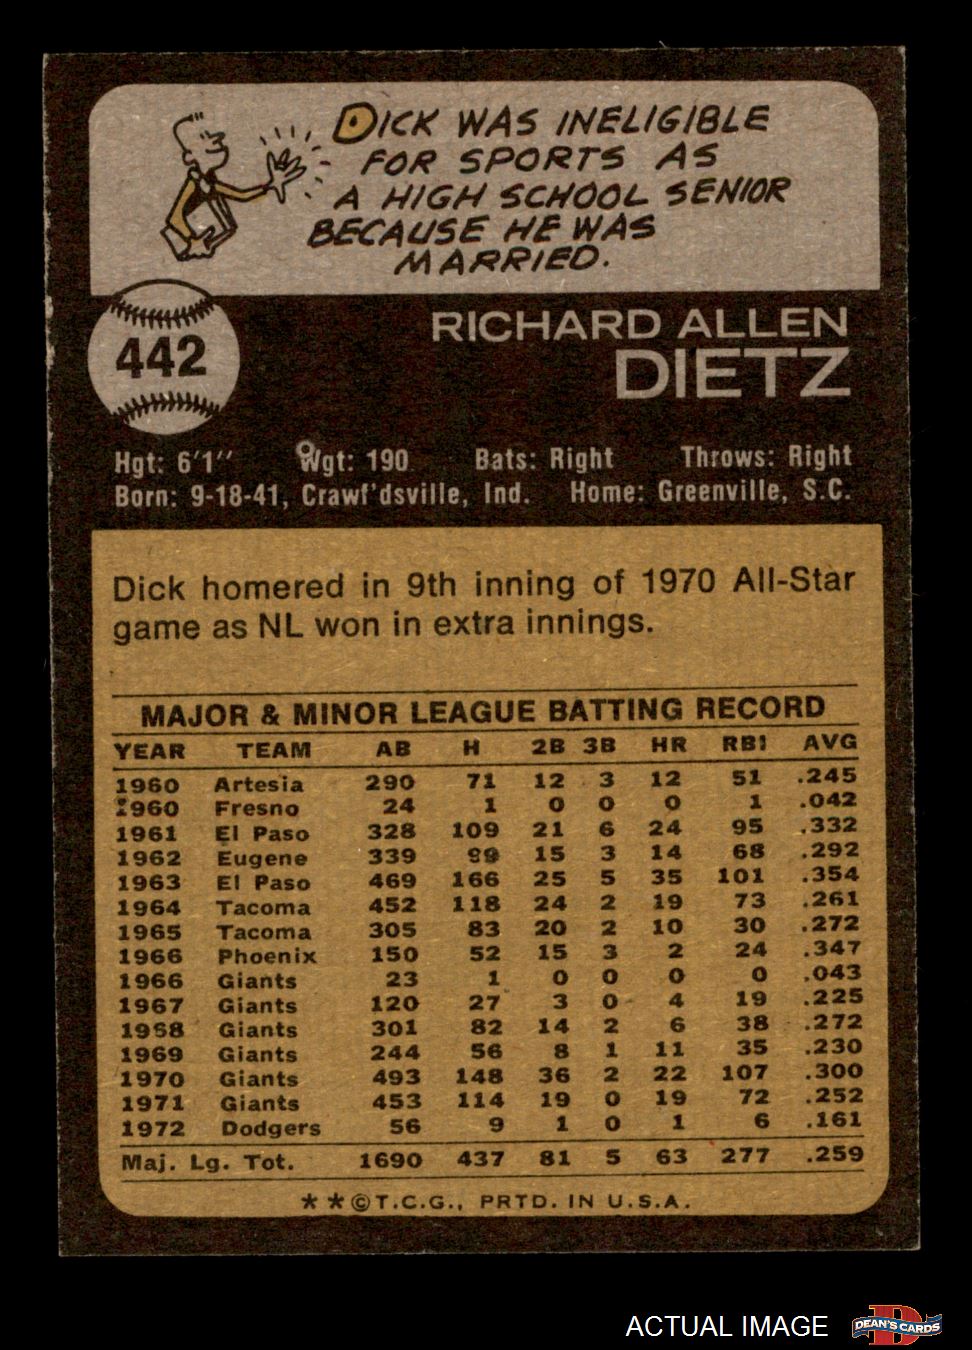 DICK WAS INELIGIBLE
FOR SPORTS AS
A HIGH SCHOOL SENIOR
BECAUSE HE WAS
MARRIED.
442
RICHARD ALLEN
DIETZ
Hgt: 6'1'' Wgt: 190 Bats: Right Throws: Right
Born: 9-18-41, Crawf'dsville, Ind. Home: Greenville, S.C.
Dick homered in 9th inning of 1970 All-Star
game as NL won in extra innings.
MAJOR & MINOR LEAGUE BATTING RECORD
YEAR TEAM AB H 2B 3B HR RBI AVG
1960 Artesia 290 71 12 3 12 51 .245
1960 Fresno 24 1 0 0 0 1 .042
1961 El Paso 328 109 21 6 24 95 .332
1962 Eugene 339 99 15 3 14 68 .292
1963 El Paso 469 166 25 5 35 101 .354
1964 Tacoma 452 118 24 2 19 73 .261
1965 Tacoma 305 83 20 2 10 30 .272
1966 Phoenix 150 52 15 3 2 24 .347
1966 Giants 23 1 0 0 0 0 .043
1967 Giants 120 27 3 0 4 19 .225
1968 Giants 301 82 14 2 6 38 .272
1969 Giants 244 56 8 1 11 35 .230
1970 Giants 493 148 36 2 22 107 .300
1971 Giants 453 114 19 0 19 72 .252
1972 Dodgers 56 9 1 0 1 6 .161
Maj. Lg. Tot. 1690 437 81 5 63 277 .259
★★©T.C.G., PRTD. IN U.S.A.
ACTUAL IMAGE
D
DEAN'S CARDS